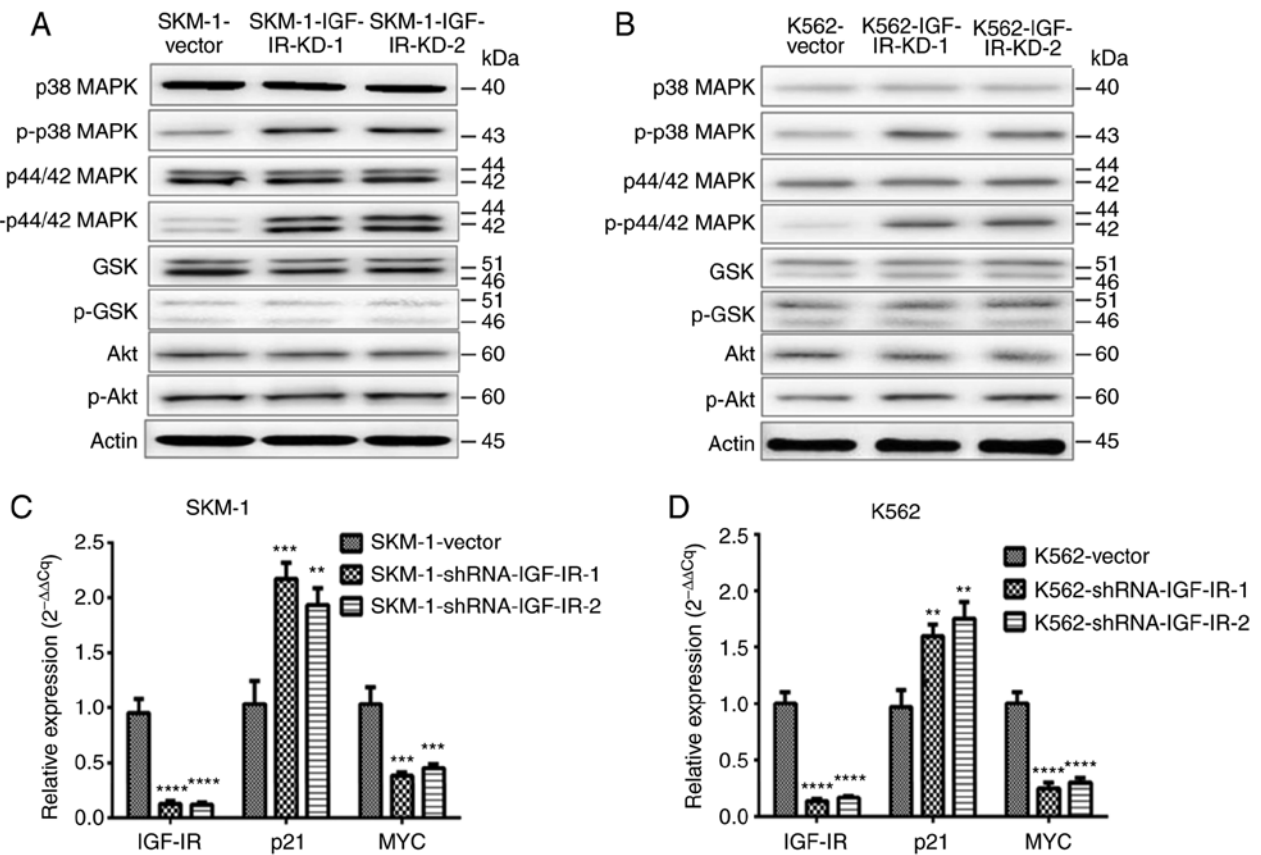 A
SKM-1-
vector
SKM-1-IGF-
IR-KD-1
SKM-1-IGF-
IR-KD-2
kDa
p38 MAPK
40
p-p38 MAPK
43
p44/42 MAPK
44
42
-p44/42 MAPK
44
42
GSK
51
46
p-GSK
51
46
Akt
60
p-Akt
60
Actin
45
B
K562-
vector
K562-IGF-
IR-KD-1
K562-IGF-
IR-KD-2
kDa
p38 MAPK
40
p-p38 MAPK
43
p44/42 MAPK
44
42
p-p44/42 MAPK
44
42
GSK
51
46
p-GSK
51
46
Akt
60
p-Akt
60
Actin
45
C
SKM-1
Relative expression (2−ΔΔCq)
2.5
2.0
1.5
1.0
0.5
0.0
SKM-1-vector
SKM-1-shRNA-IGF-IR-1
SKM-1-shRNA-IGF-IR-2
**** ****
*** **
*** ***
IGF-IR p21 MYC
D
K562
Relative expression (2−ΔΔCq)
2.5
2.0
1.5
1.0
0.5
0.0
K562-vector
K562-shRNA-IGF-IR-1
K562-shRNA-IGF-IR-2
**** ****
** **
**** ****
IGF-IR p21 MYC